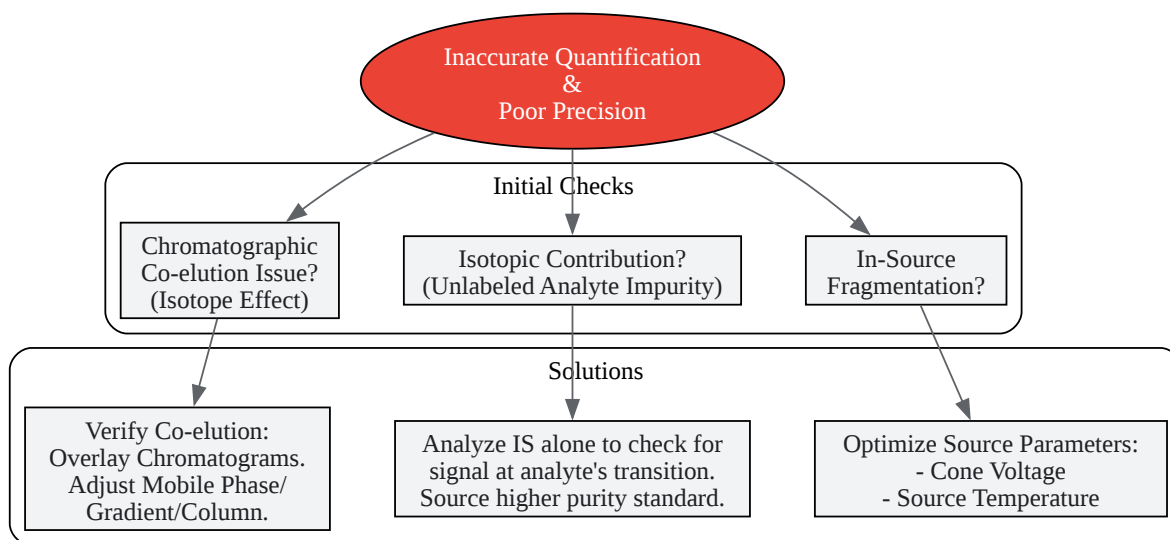 Inaccurate Quantification
&
Poor Precision
Initial Checks
Chromatographic
Co-elution Issue?
(Isotope Effect)
Isotopic Contribution?
(Unlabeled Analyte Impurity)
In-Source
Fragmentation?
Solutions
Verify Co-elution:
Overlay Chromatograms.
Adjust Mobile Phase/
Gradient/Column.
Analyze IS alone to check for
signal at analyte's transition.
Source higher purity standard.
Optimize Source Parameters:
- Cone Voltage
- Source Temperature